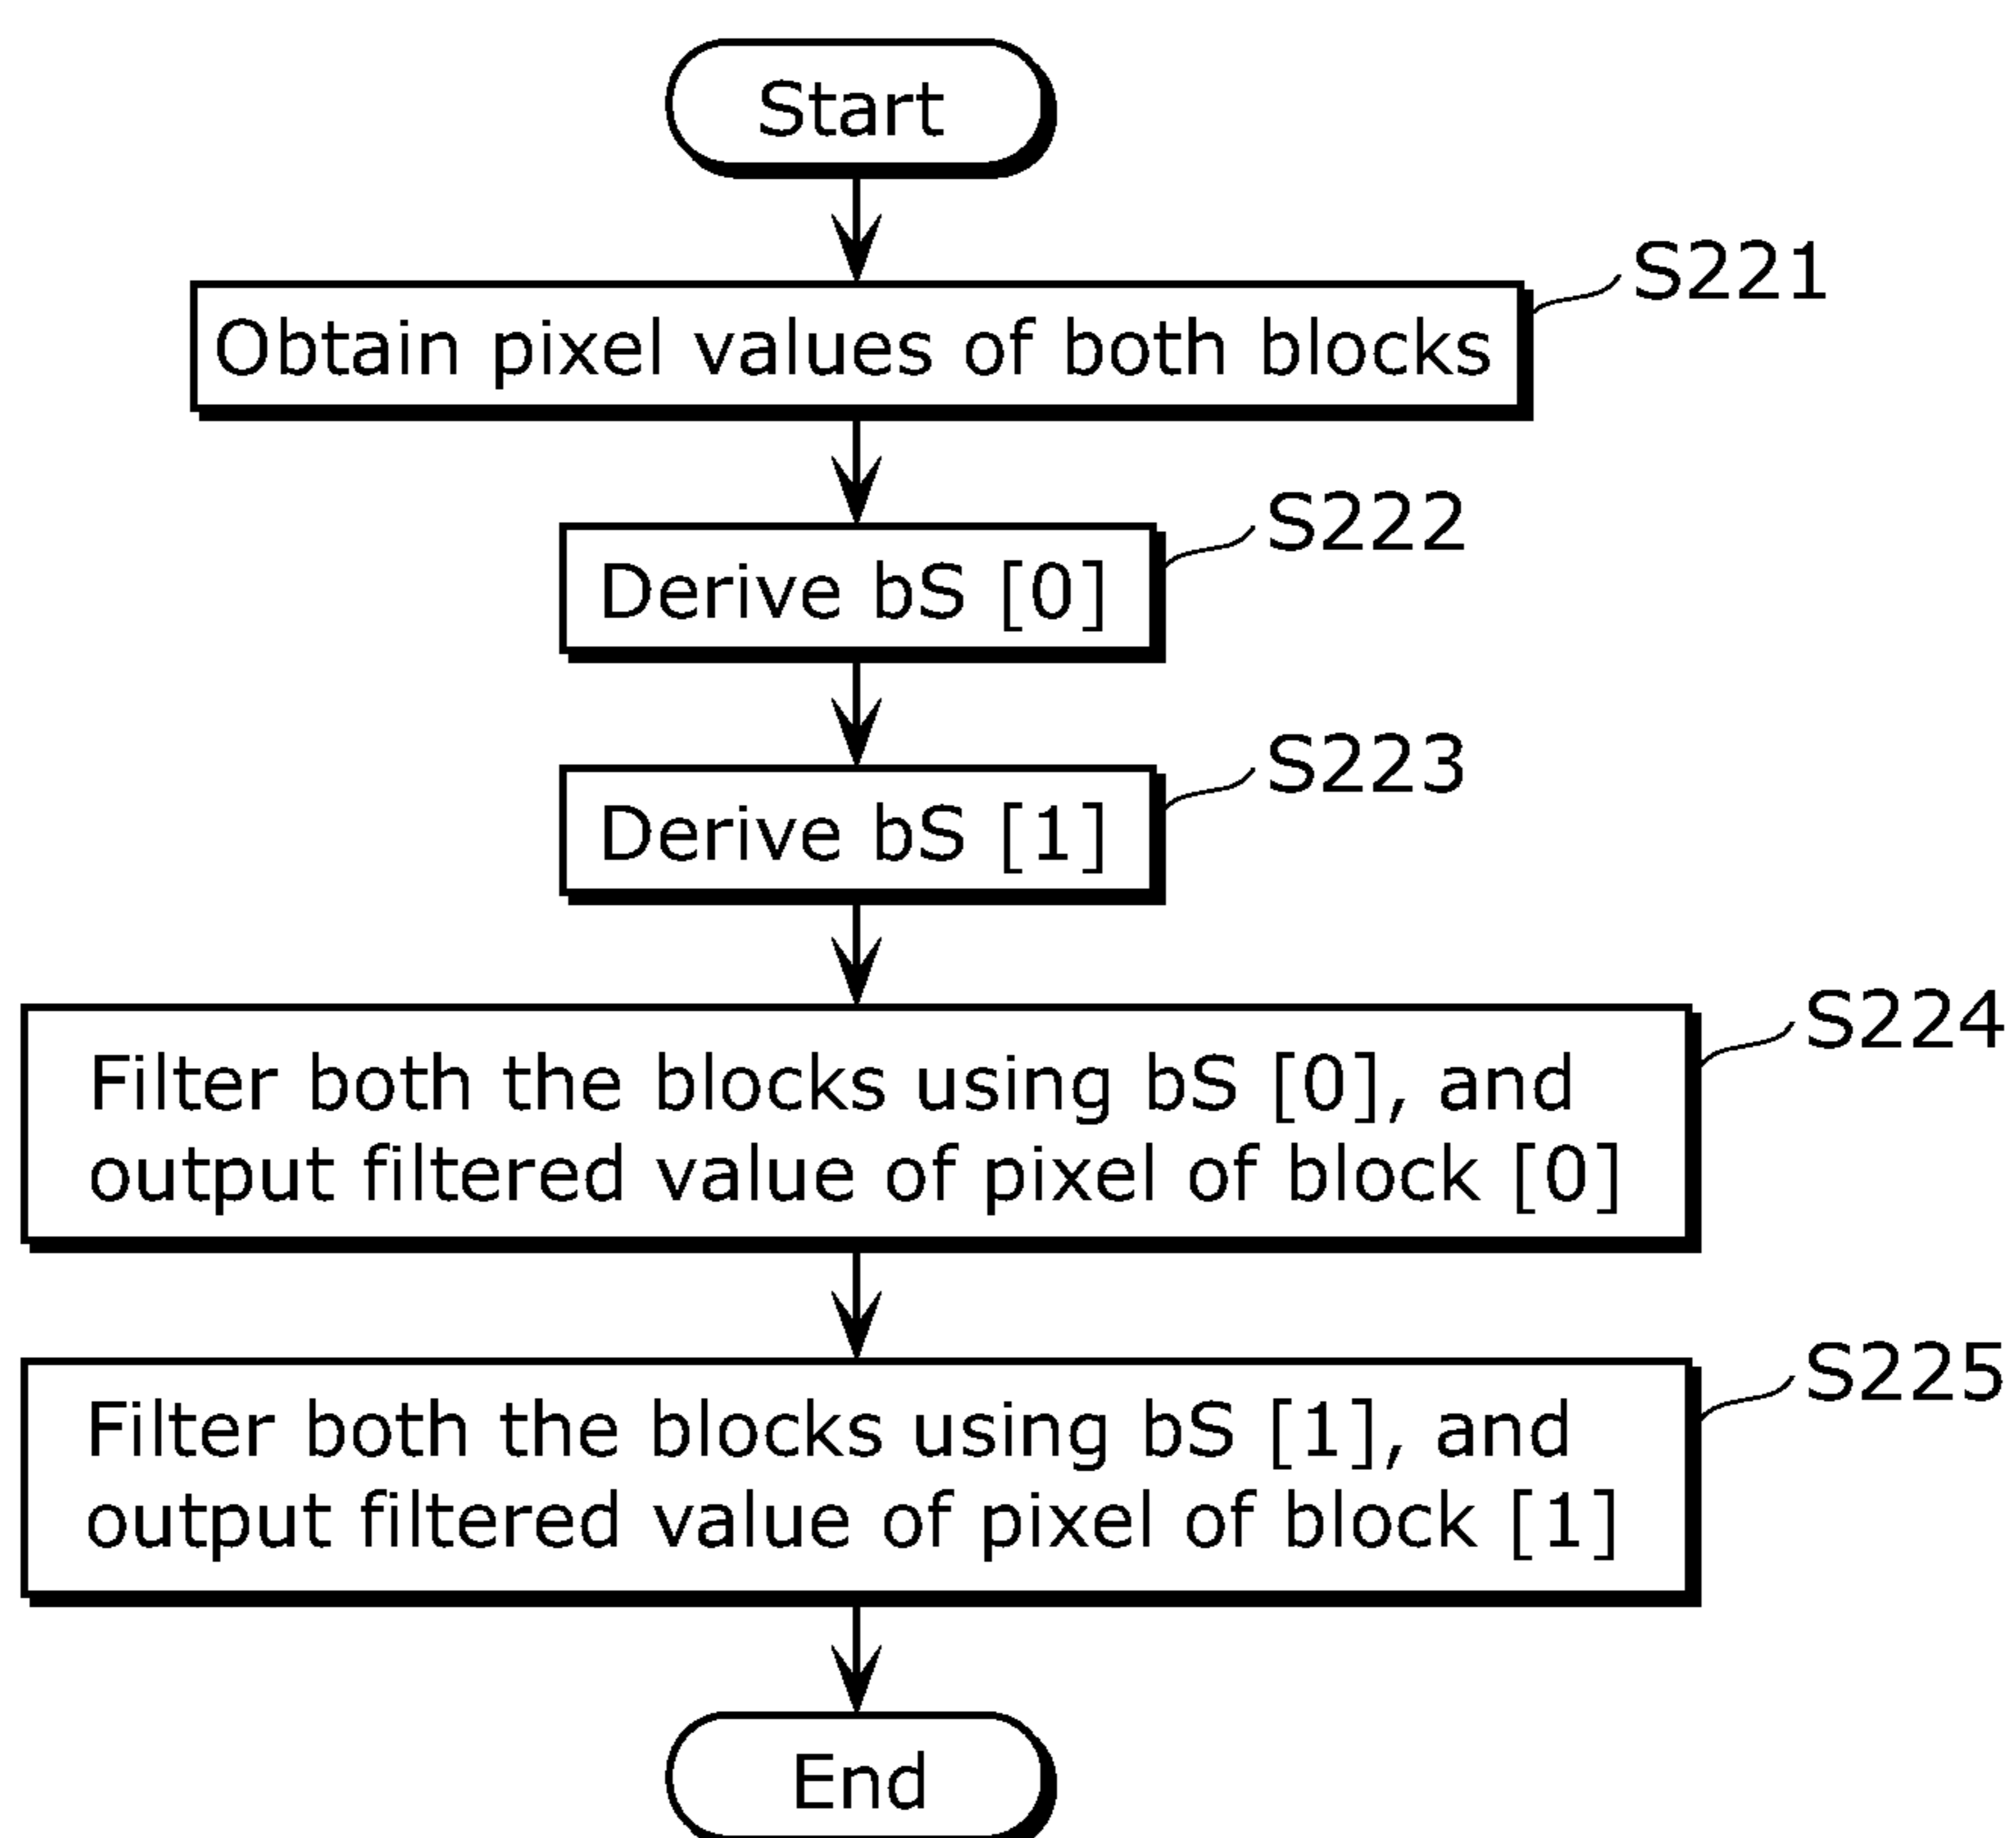 Start
S221
Obtain pixel values of both blocks
S222
Derive bS [0]
S223
Derive bS [1]
S224
Filter both the blocks using bS [0], and
output filtered value of pixel of block [0]
S225
Filter both the blocks using bS [1], and
output filtered value of pixel of block [1]
End